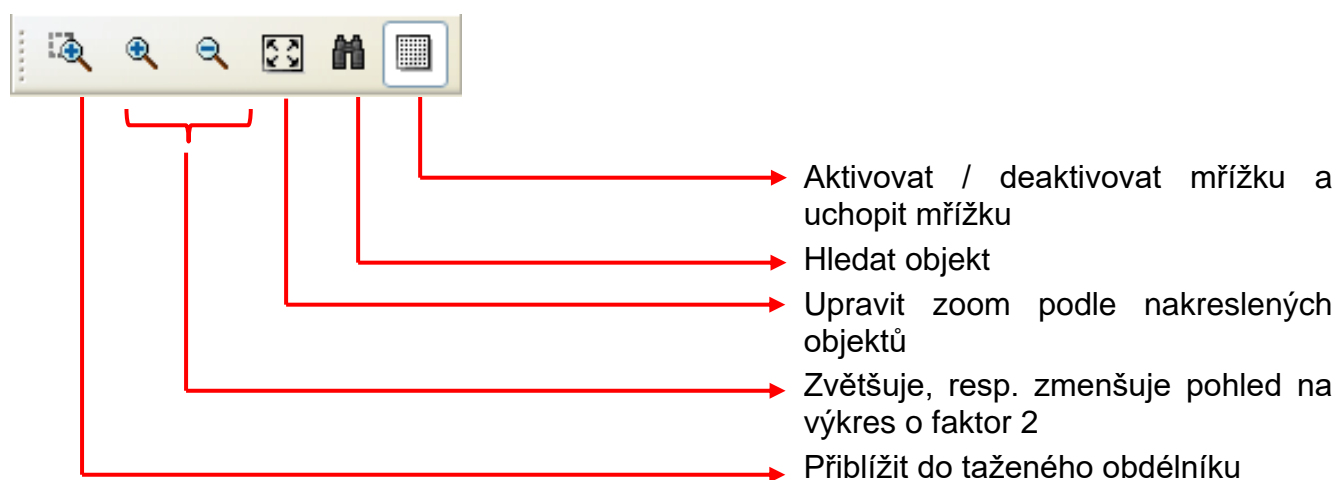 Aktivovat / deaktivovat mřížku a
uchopit mřížku
Hledat objekt
Upravit zoom podle nakreslených
objektů
Zvětšuje, resp. zmenšuje pohled na
výkres o faktor 2
Přiblížit do taženého obdélníku